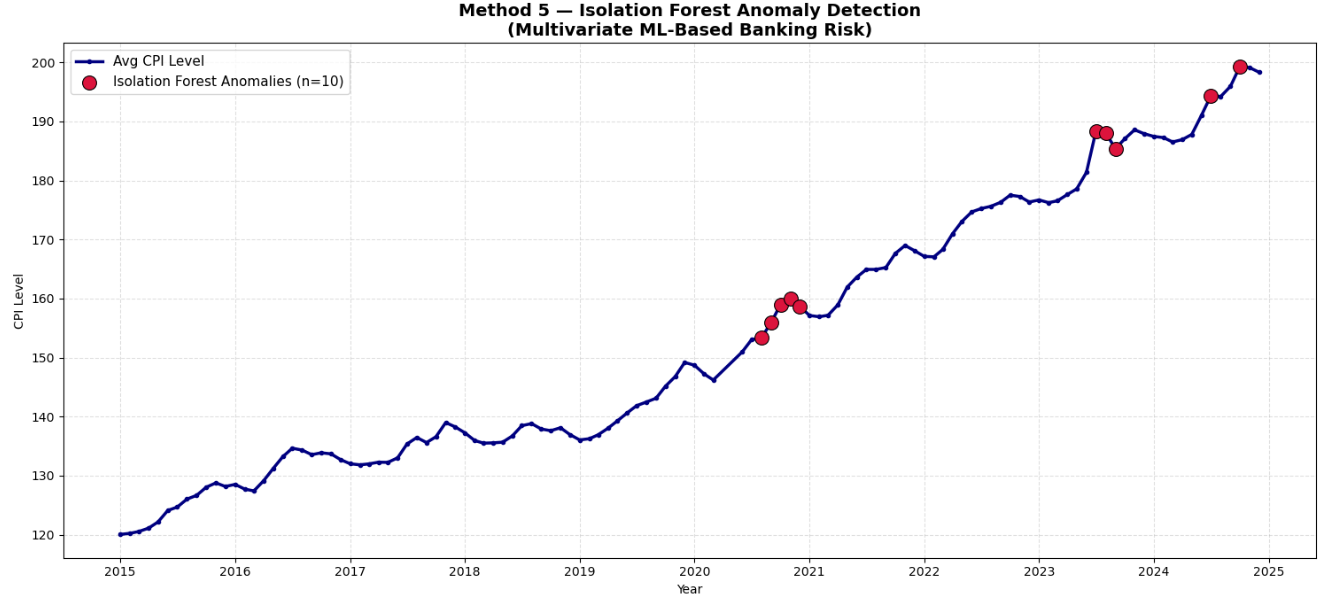 Method 5 — Isolation Forest Anomaly Detection
(Multivariate ML-Based Banking Risk)
Avg CPI Level
Isolation Forest Anomalies (n=10)
CPI Level
200
190
180
170
160
150
140
130
120
2015 2016 2017 2018 2019 2020 2021 2022 2023 2024 2025
Year